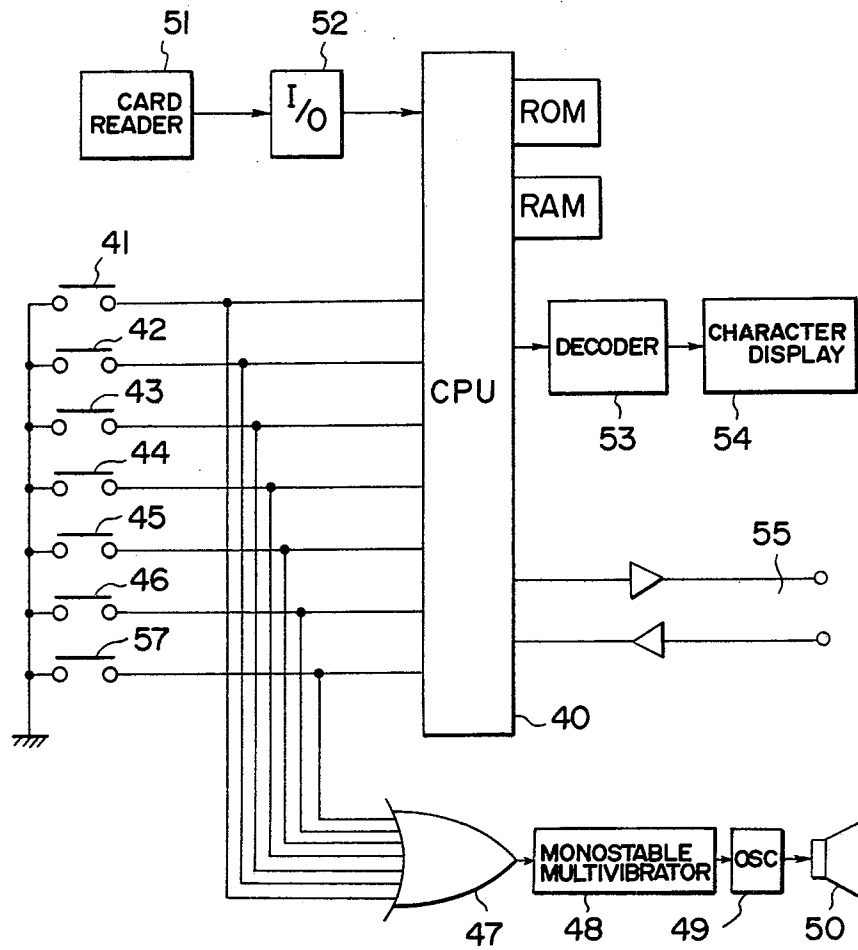 51
52
CARD
READER
I/O
ROM
RAM
41
42
43
44
45
46
57
CPU
DECODER
CHARACTER
DISPLAY
53
54
55
40
MONOSTABLE
MULTIVIBRATOR
OSC
47
48
49
50